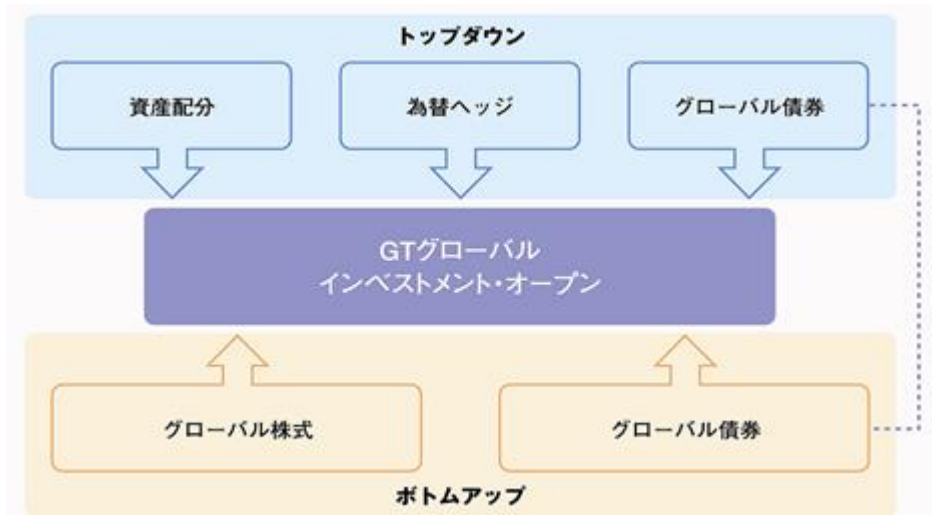 トップダウン
資産配分
為替ヘッジ
グローバル債券
GTグローバル
インベストメント・オープン
グローバル株式
グローバル債券
ボトムアップ